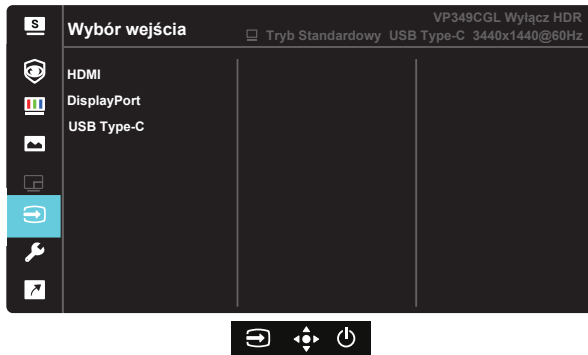 S
Wybór wejścia
VP349CGL Wyłącz HDR
Tryb Standardowy USB Type-C 3440x1440@60Hz
HDMI
DisplayPort
USB Type-C